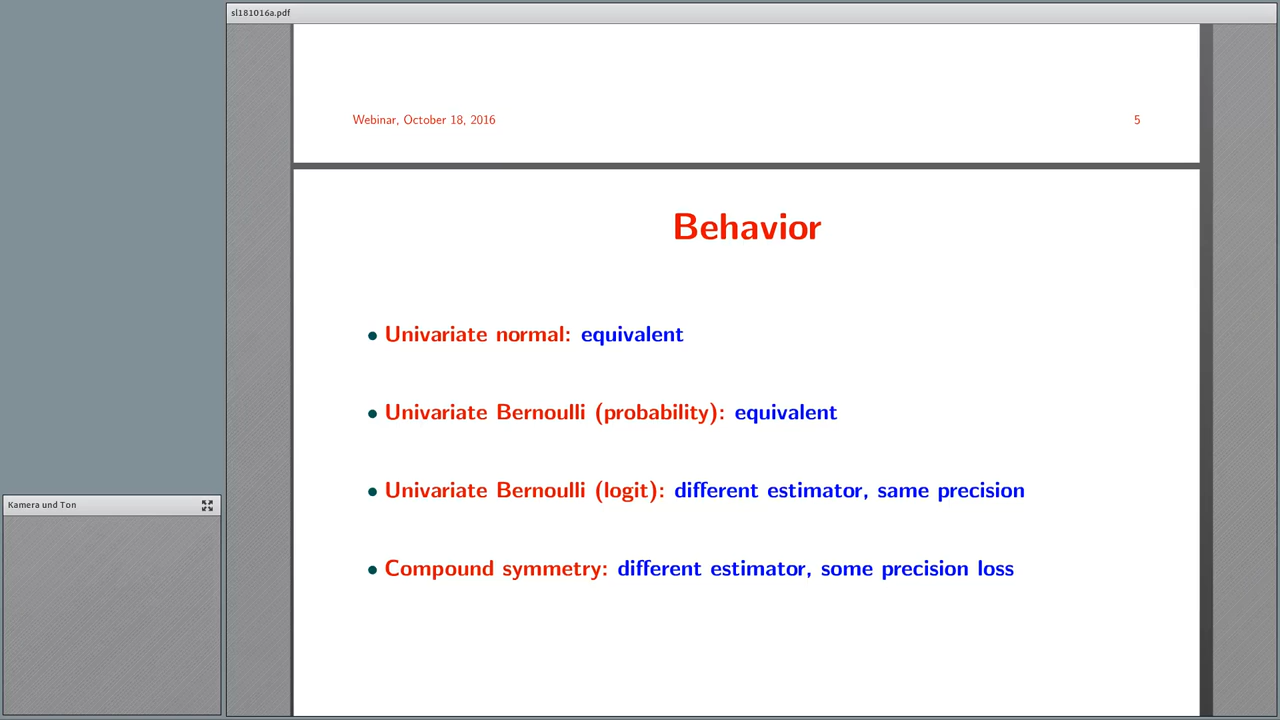 sl181016a.pdf
Webinar, October 18, 2016 5
Behavior
• Univariate normal: equivalent
• Univariate Bernoulli (probability): equivalent
• Univariate Bernoulli (logit): different estimator, same precision
• Compound symmetry: different estimator, some precision loss
Kamera und Ton